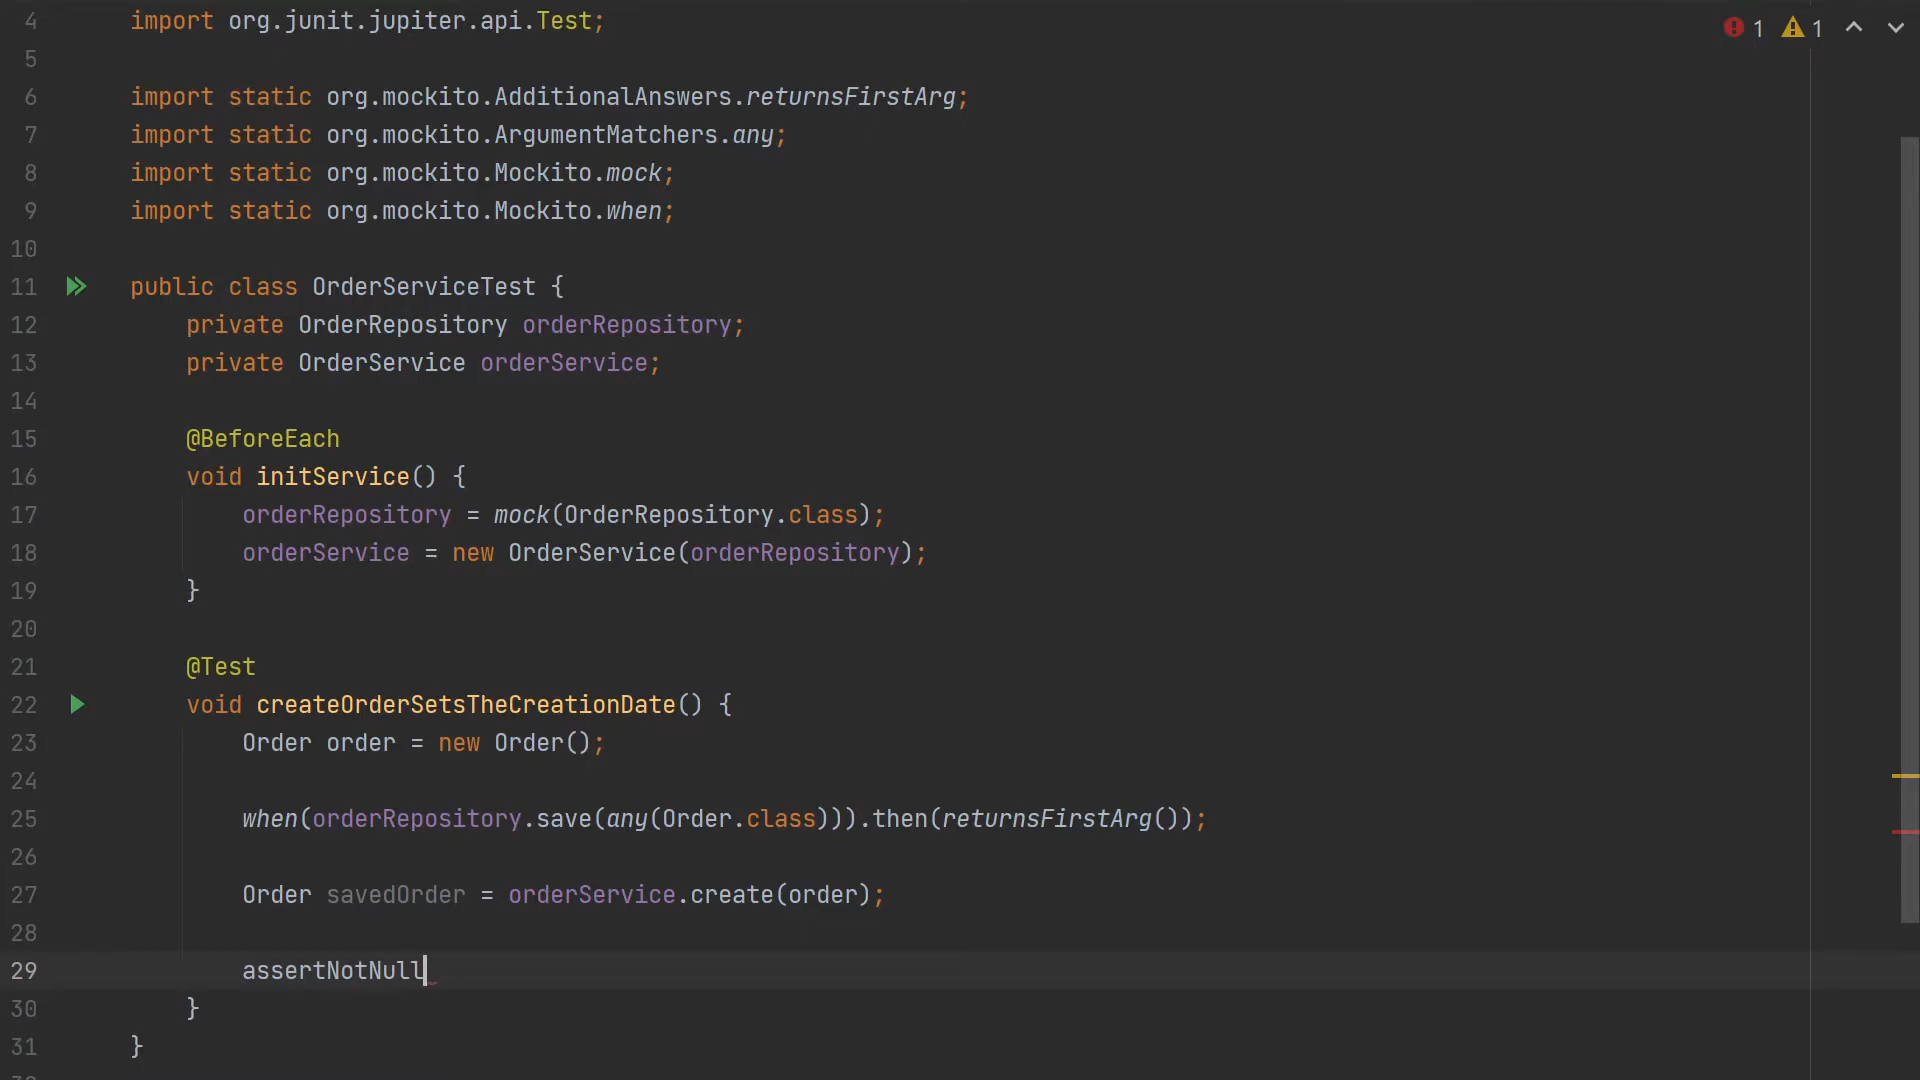 4 import org.junit.jupiter.api.Test;
5
6 import static org.mockito.AdditionalAnswers.returnsFirstArg;
7 import static org.mockito.ArgumentMatchers.any;
8 import static org.mockito.Mockito.mock;
9 import static org.mockito.Mockito.when;
10
11 public class OrderServiceTest {
12 private OrderRepository orderRepository;
13 private OrderService orderService;
14
15 @BeforeEach
16 void initService() {
17 orderRepository = mock(OrderRepository.class);
18 orderService = new OrderService(orderRepository);
19 }
20
21 @Test
22 void createOrderSetsTheCreationDate() {
23 Order order = new Order();
24
25 when(orderRepository.save(any(Order.class))).then(returnsFirstArg());
26
27 Order savedOrder = orderService.create(order);
28
29 assertNotNull
30 }
31 }
1 1